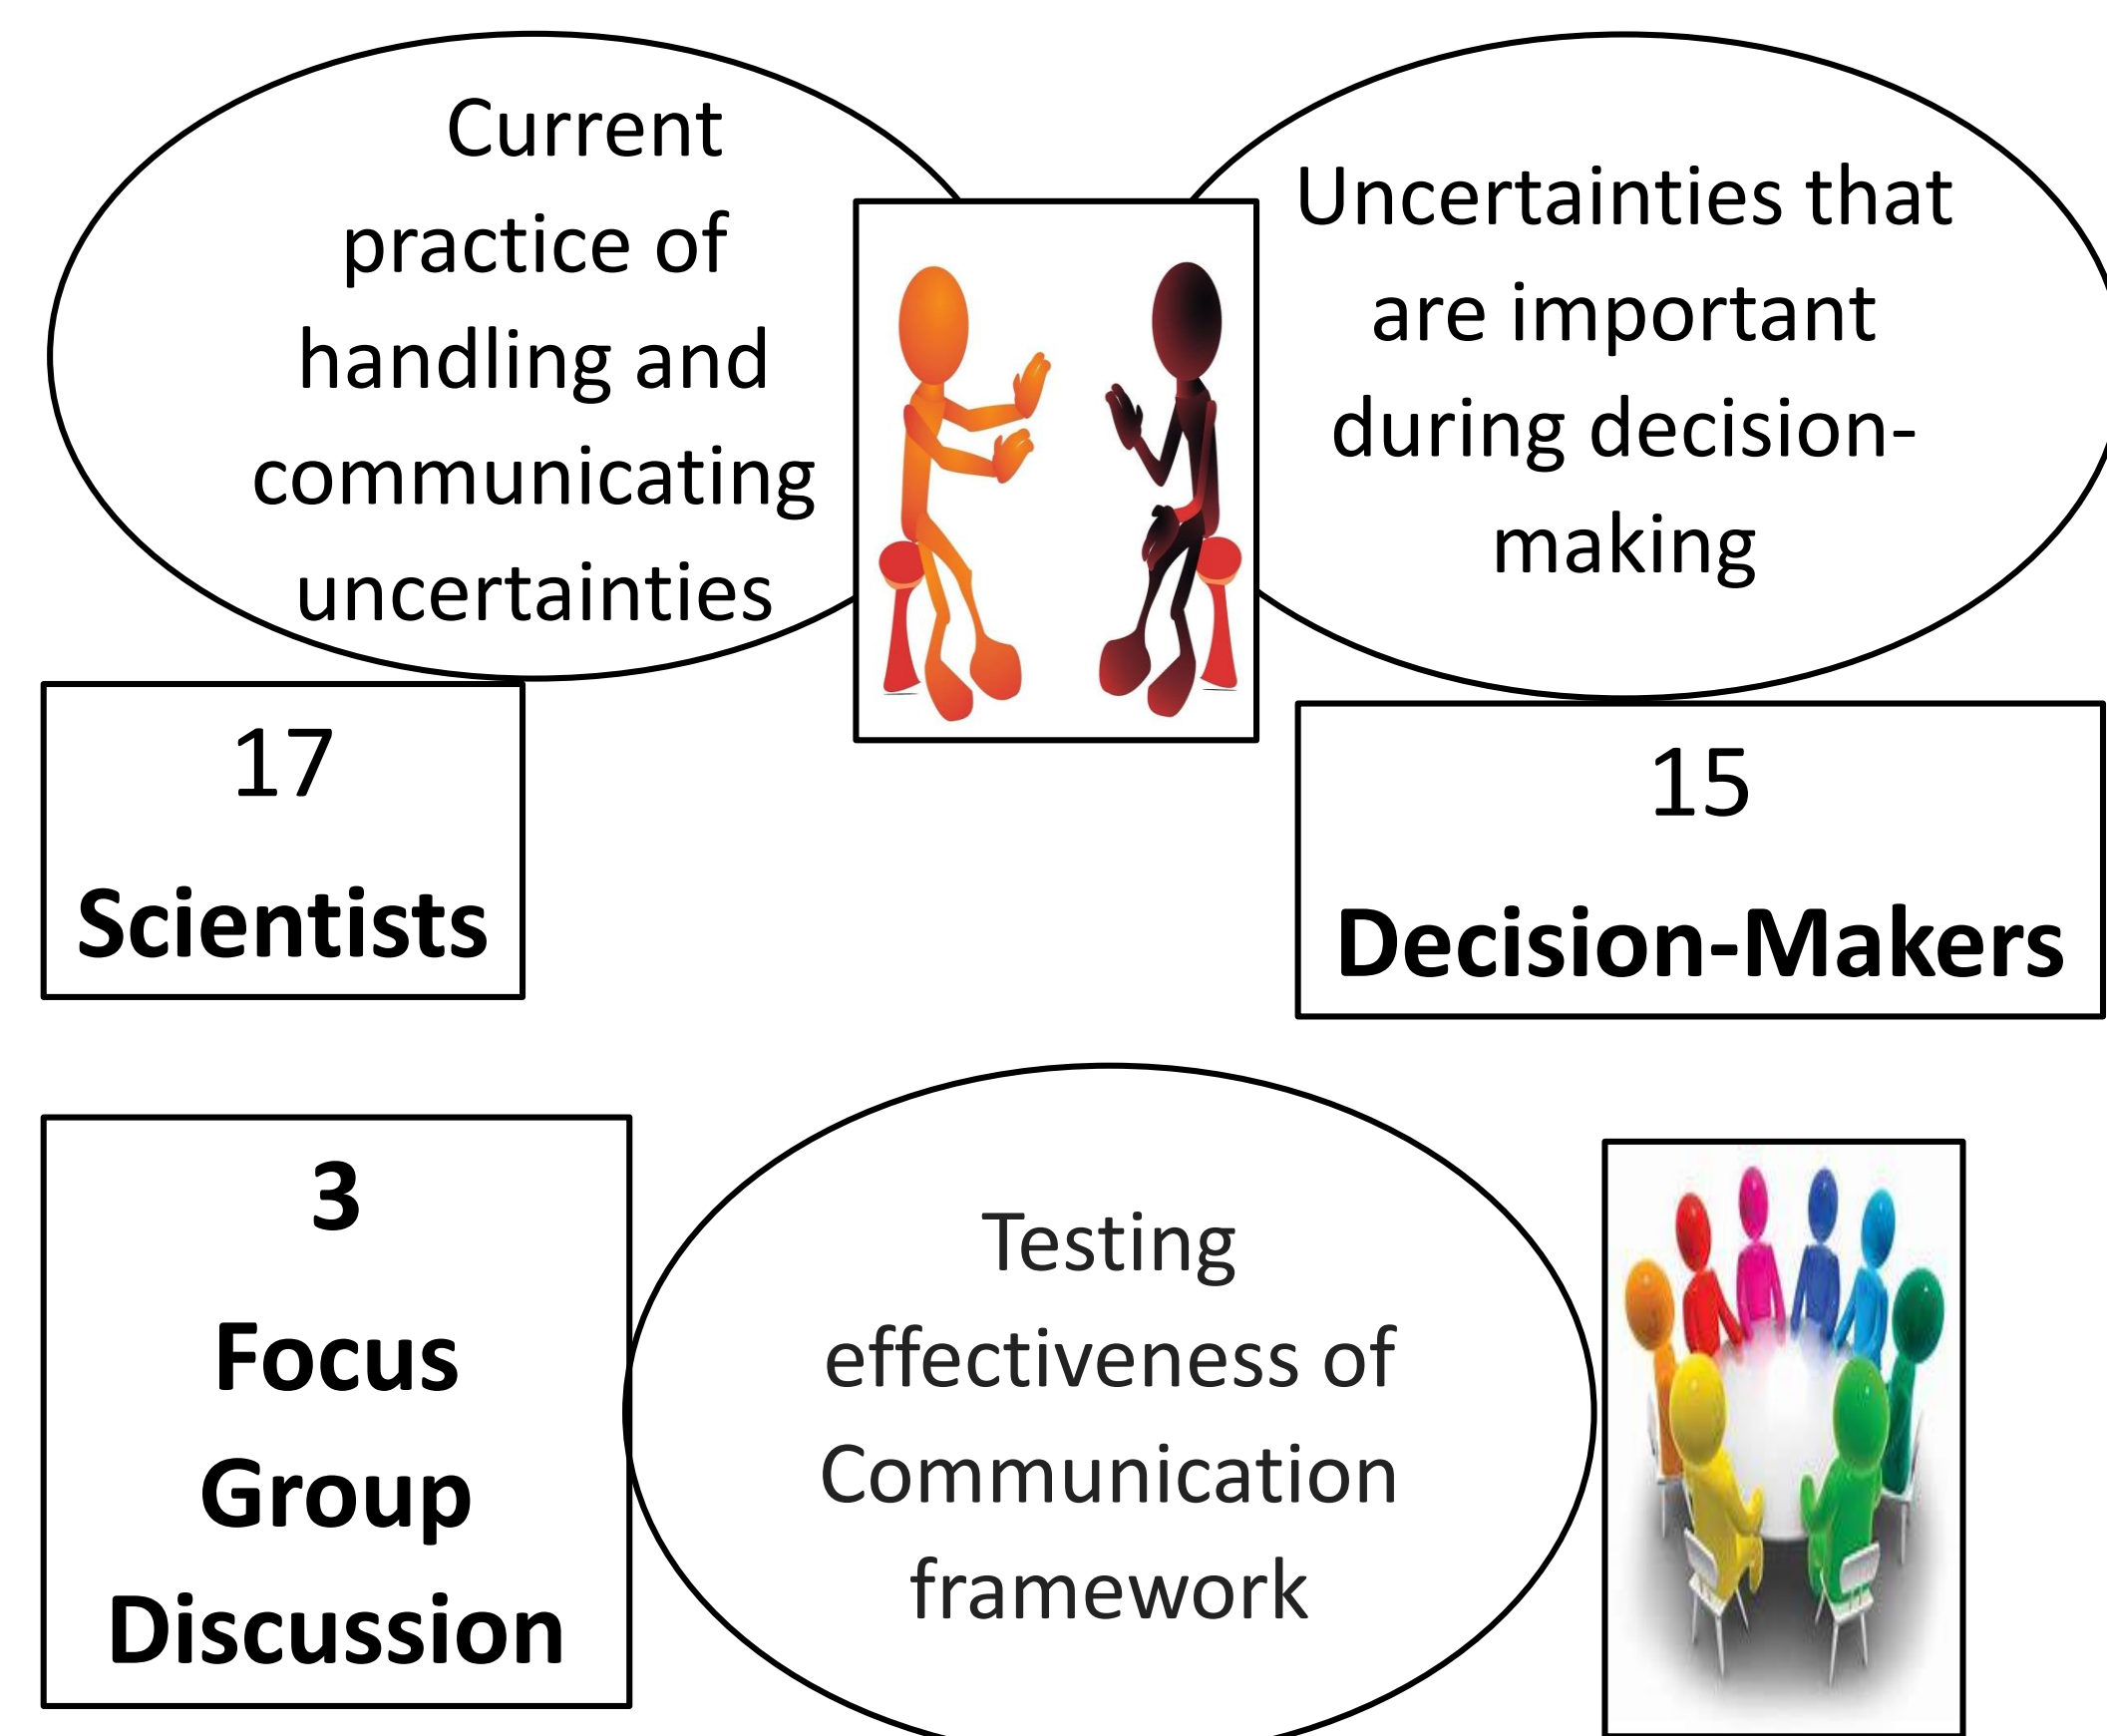 Current
practice of
handling and
communicating
uncertainties
Uncertainties that
are important
during decision-
making
17
Scientists
15
Decision-Makers
3
Focus
Group
Discussion
Testing
effectiveness of
Communication
framework